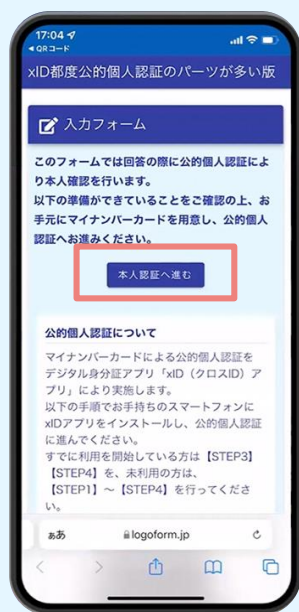 17:04
QRコード
xID都度公的個人認証のパーツが多い版
入力フォーム
このフォームでは回答の際に公的個人認証によ
り本人確認を行います。
以下の準備ができていることをご確認の上、お
手元にマイナンバーカードを用意し、公的個人
認証へお進みください。
本人認証へ進む
公的個人認証について
マイナンバーカードによる公的個人認証を
デジタル身分証アプリ「xID（クロスID）ア
プリ」により実施します。
以下の手順でお手持ちのスマートフォンに
xIDアプリをインストールし、公的個人認証
に進んでください。
すでに利用を開始している方は【STEP3】
【STEP4】を、未利用の方は、
【STEP1】～【STEP4】を行ってくださ
い。
ぁあ logoform.jp